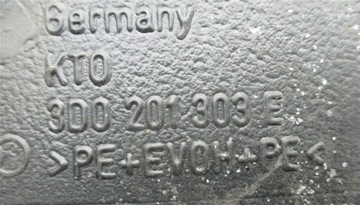 Germany
KTO
3D0 201 303 E
>PE+EVOH+PE<